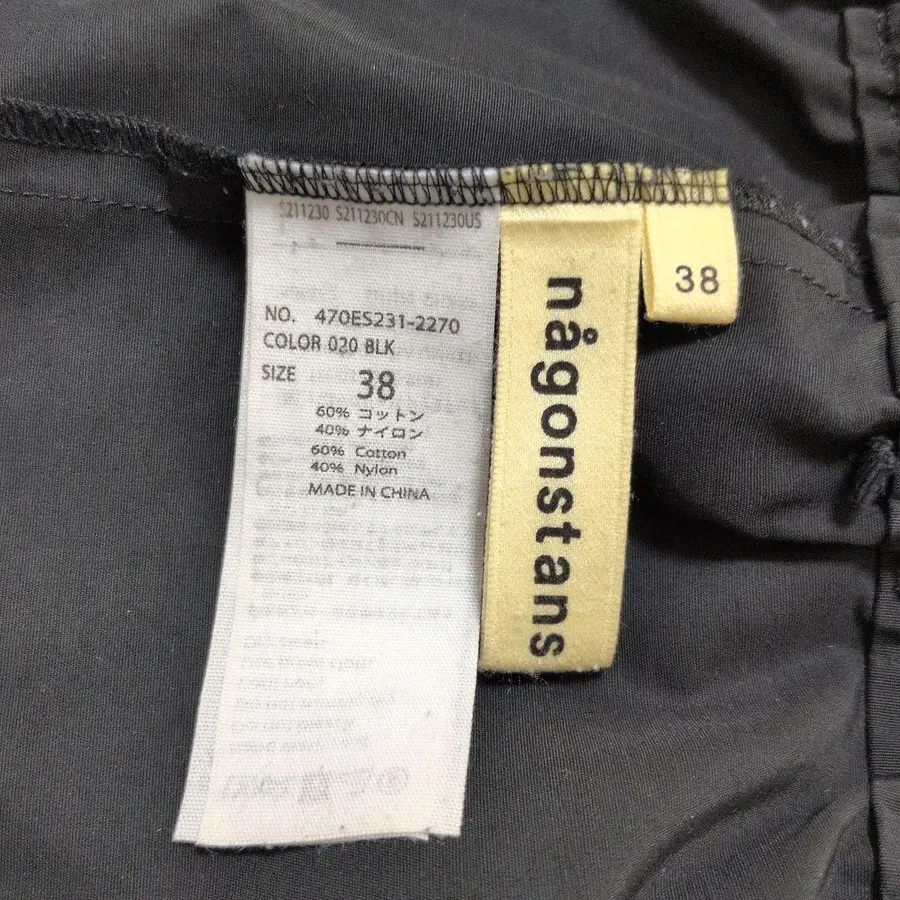 S211230 S211230CN S211230US
NO. 470ES231-2270
COLOR 020 BLK
SIZE 38
60% コットン
40% ナイロン
60% Cotton
40% Nylon
MADE IN CHINA
någonstans
38